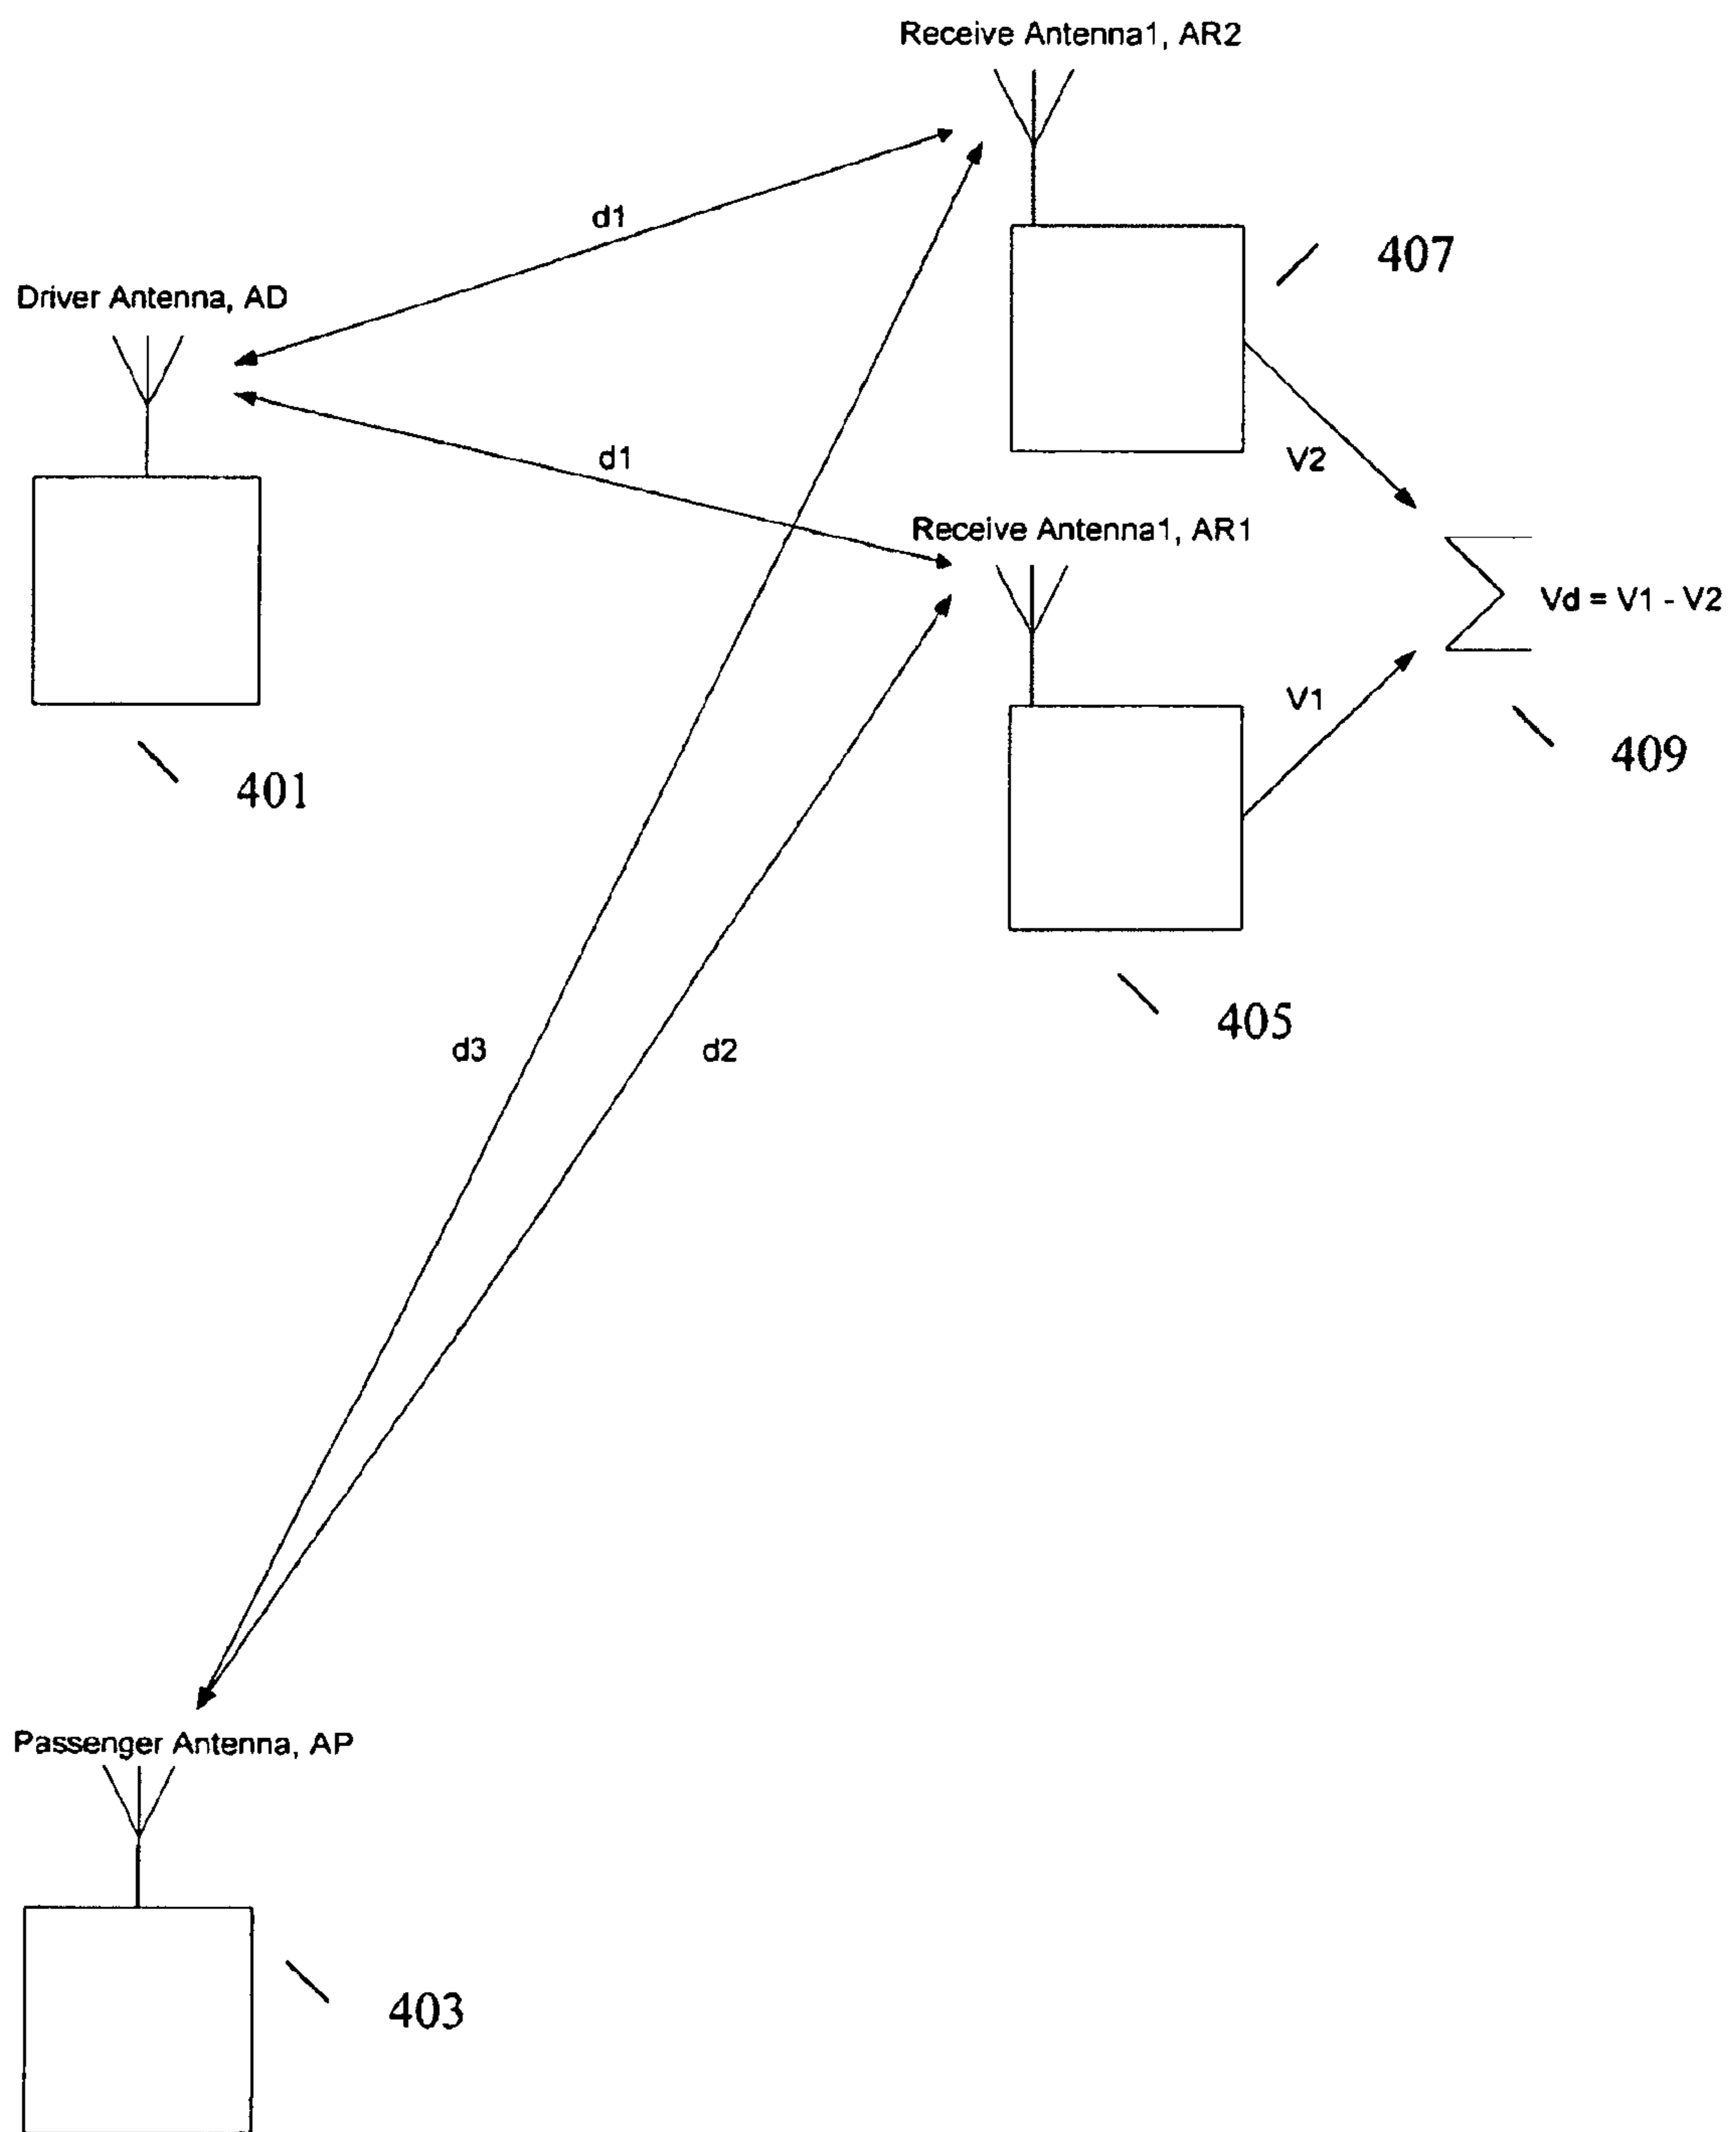 Receive Antenna1, AR2
d1
407
Driver Antenna, AD
d1
V2
Receive Antenna1, AR1
Vd = V1 - V2
V1
409
401
405
d3
d2
Passenger Antenna, AP
403